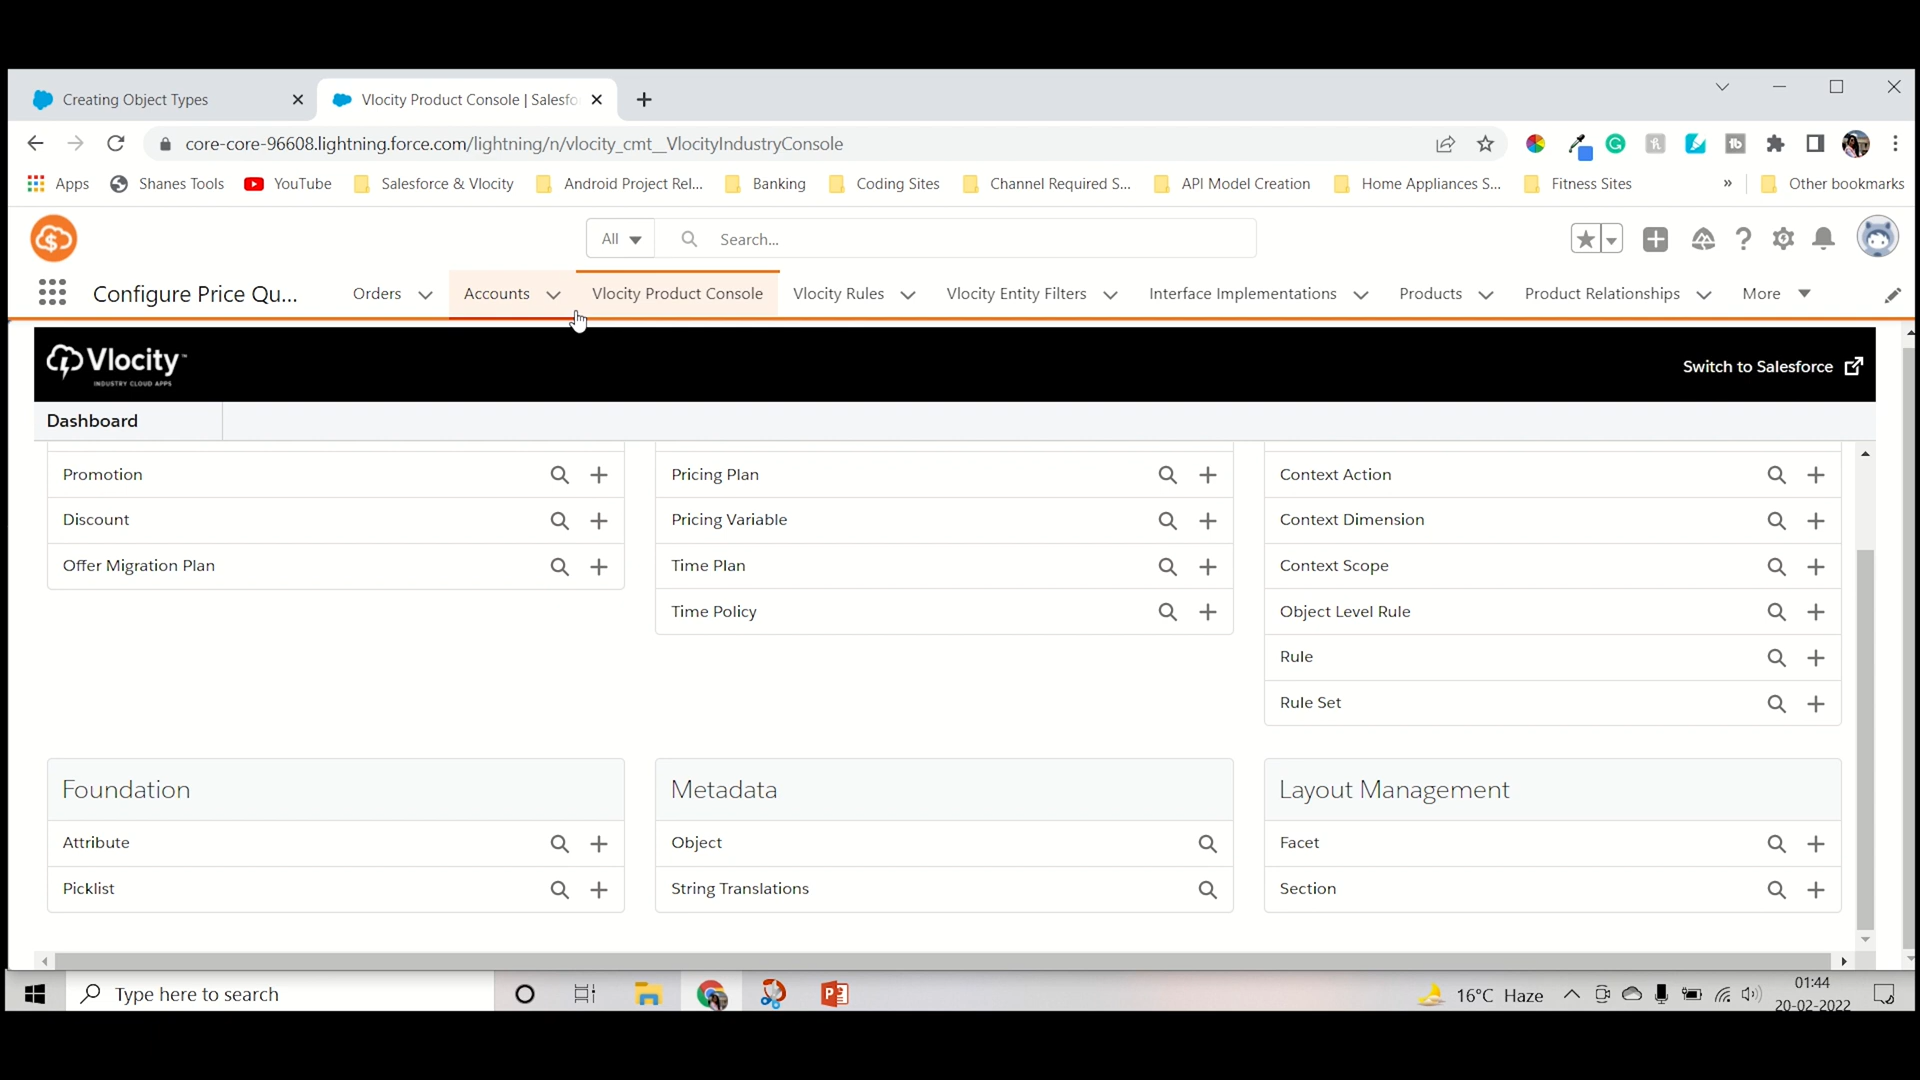 Creating Object Types
Vlocity Product Console | Salesfo
core-core-96608.lightning.force.com/lightning/n/vlocity_cmt__VlocityIndustryConsole
Apps Shanes Tools YouTube Salesforce & Vlocity Android Project Rel... Banking Coding Sites Channel Required S... API Model Creation Home Appliances S... Fitness Sites » Other bookmarks
All Search...
Configure Price Qu... Orders Accounts Vlocity Product Console Vlocity Rules Vlocity Entity Filters Interface Implementations Products Product Relationships More
Vlocity™
INDUSTRY CLOUD APPS
Switch to Salesforce
Dashboard
Promotion
Discount
Offer Migration Plan
Pricing Plan
Pricing Variable
Time Plan
Time Policy
Context Action
Context Dimension
Context Scope
Object Level Rule
Rule
Rule Set
Foundation
Attribute
Picklist
Metadata
Object
String Translations
Layout Management
Facet
Section
Type here to search
16°C Haze
01:44
20-02-2022